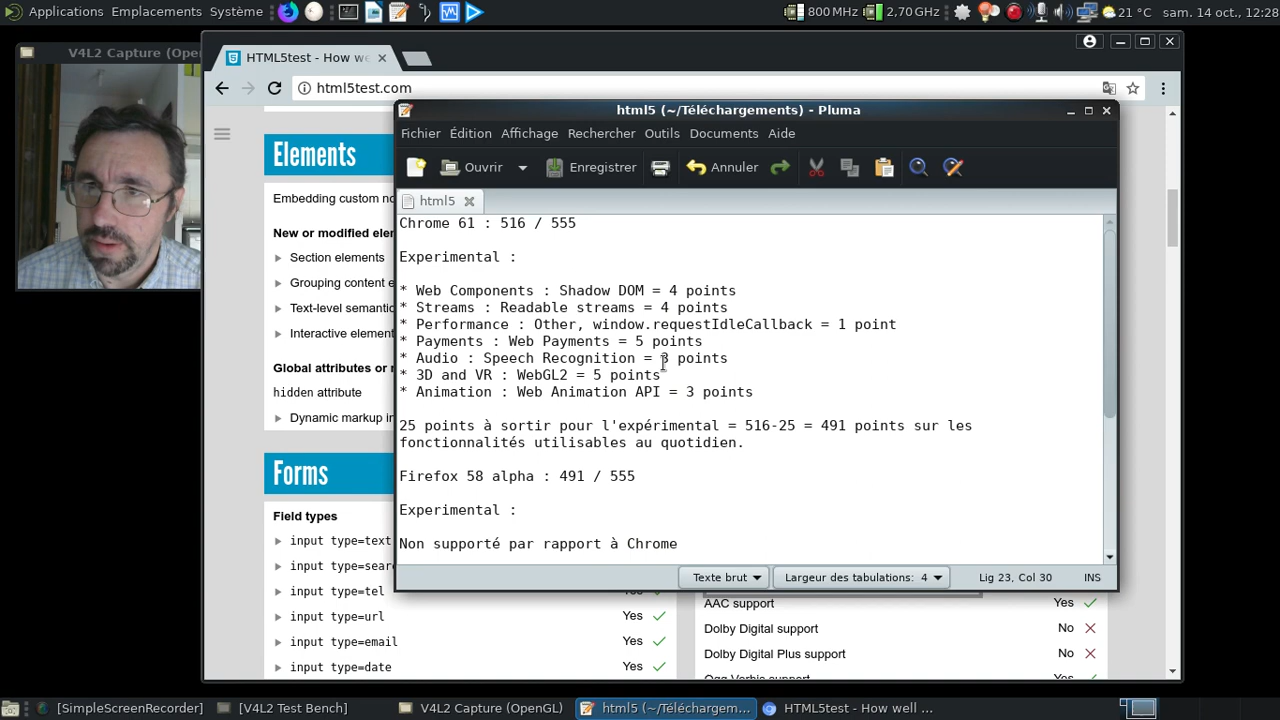 Applications Emplacements Système
800MHz 2,70GHz 21 °C sam. 14 oct., 12:28
V4L2 Capture (Open
HTML5test - How we
html5test.com
Elements
Embedding custom no
New or modified elem
Section elements
Grouping content e
Text-level semantic
Interactive element
Global attributes or m
hidden attribute
Dynamic markup in
Forms
Field types
input type=text
input type=sear
input type=tel
input type=url Yes
input type=email Yes
input type=date Yes
AAC support Yes
Dolby Digital support No
Dolby Digital Plus support No
html5 (~/Téléchargements) - Pluma
Fichier Édition Affichage Rechercher Outils Documents Aide
Ouvrir Enregistrer Annuler
html5
Chrome 61 : 516 / 555
Experimental :
* Web Components : Shadow DOM = 4 points
* Streams : Readable streams = 4 points
* Performance : Other, window.requestIdleCallback = 1 point
* Payments : Web Payments = 5 points
* Audio : Speech Recognition = 3 points
* 3D and VR : WebGL2 = 5 points
* Animation : Web Animation API = 3 points
25 points à sortir pour l'expérimental = 516-25 = 491 points sur les
fonctionnalités utilisables au quotidien.
Firefox 58 alpha : 491 / 555
Experimental :
Non supporté par rapport à Chrome
Texte brut Largeur des tabulations: 4 Lig 23, Col 30 INS
[SimpleScreenRecorder] [V4L2 Test Bench] V4L2 Capture (OpenGL) html5 (~/Téléchargem... HTML5test - How well ...